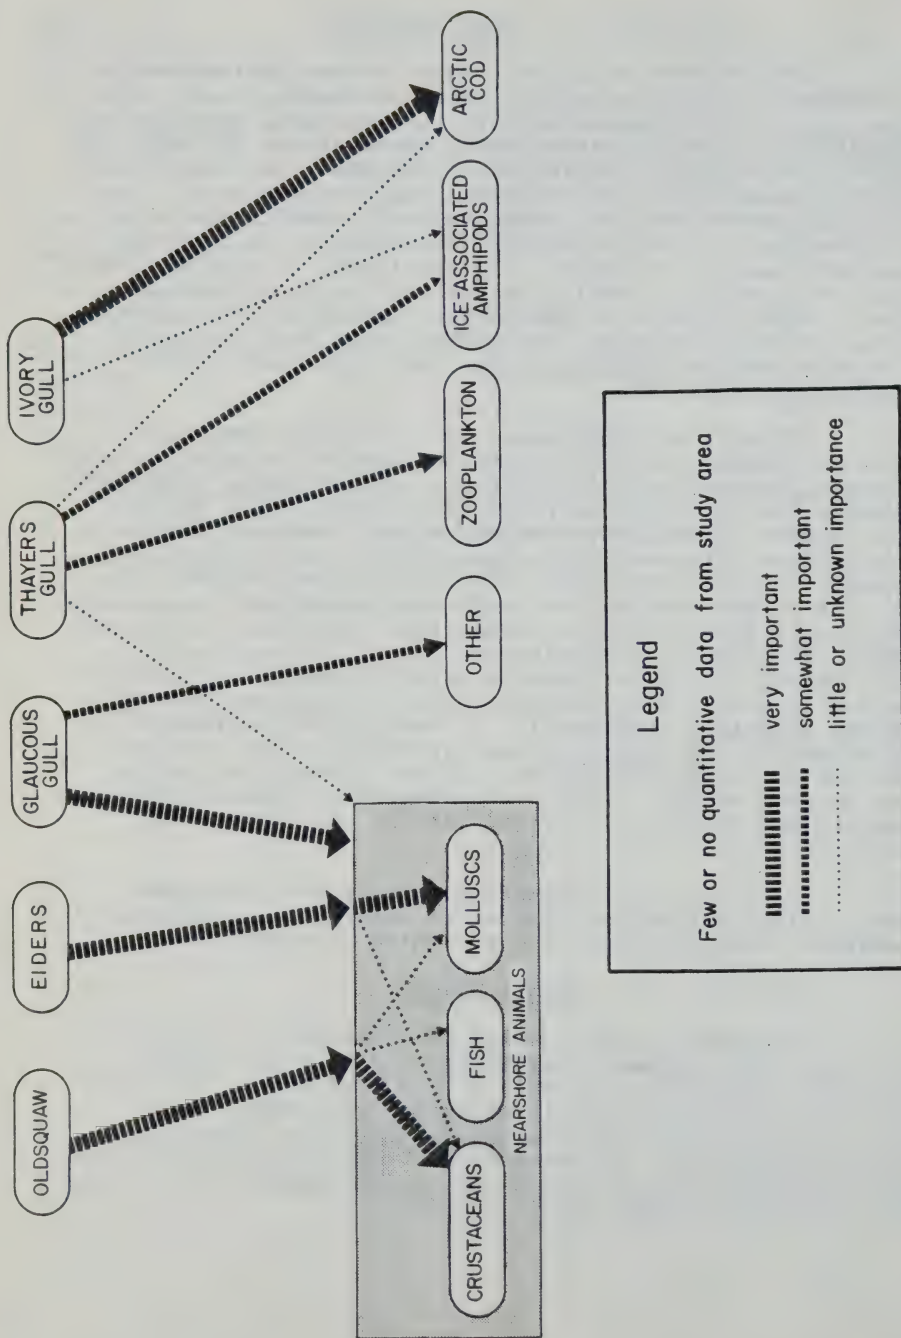 OLDSQUAW
EIDERS
GLAUCOUS
GULL
THAYERS
GULL
IVORY
GULL
CRUSTACEANS
FISH
MOLLUSCS
NEARSHORE ANIMALS
OTHER
ZOOPLANKTON
ICE-ASSOCIATED
AMPHIPODS
ARCTIC
COD
Legend
Few or no quantitative data from study area
very important
somewhat important
little or unknown importance